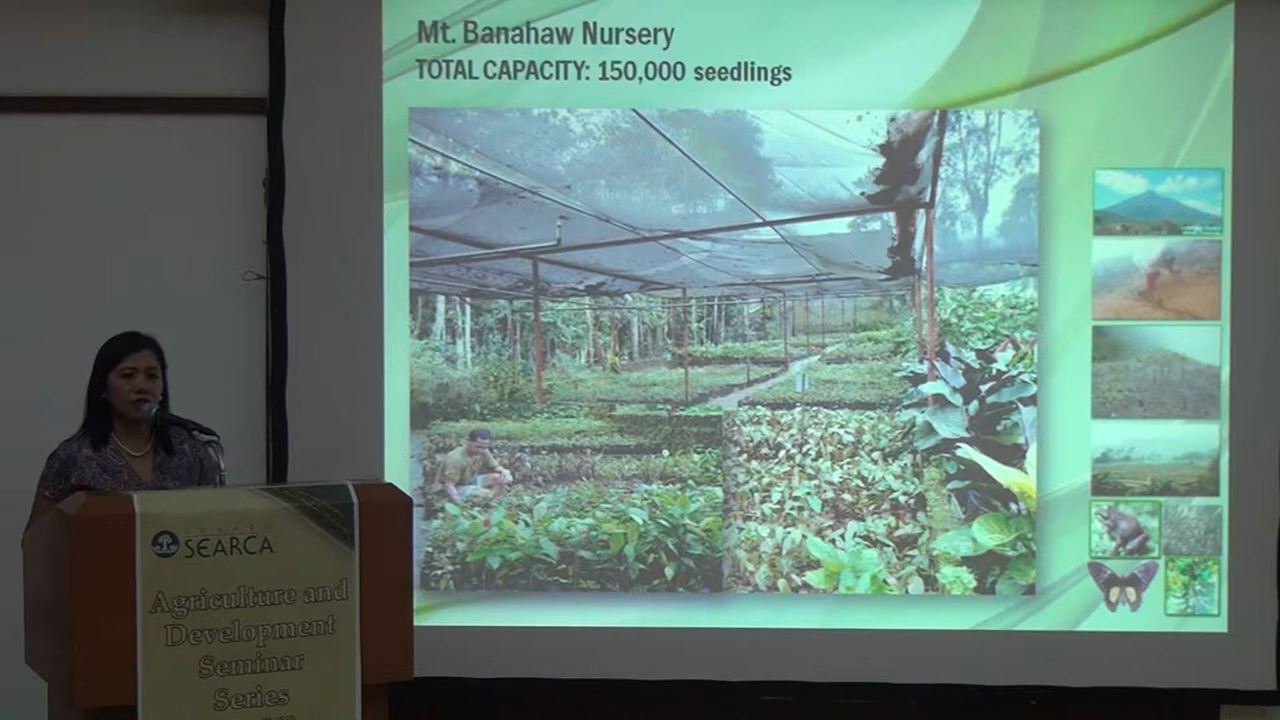 Mt. Banahaw Nursery
TOTAL CAPACITY: 150,000 seedlings
SEARCA
Agriculture and
Development
Seminar
Series